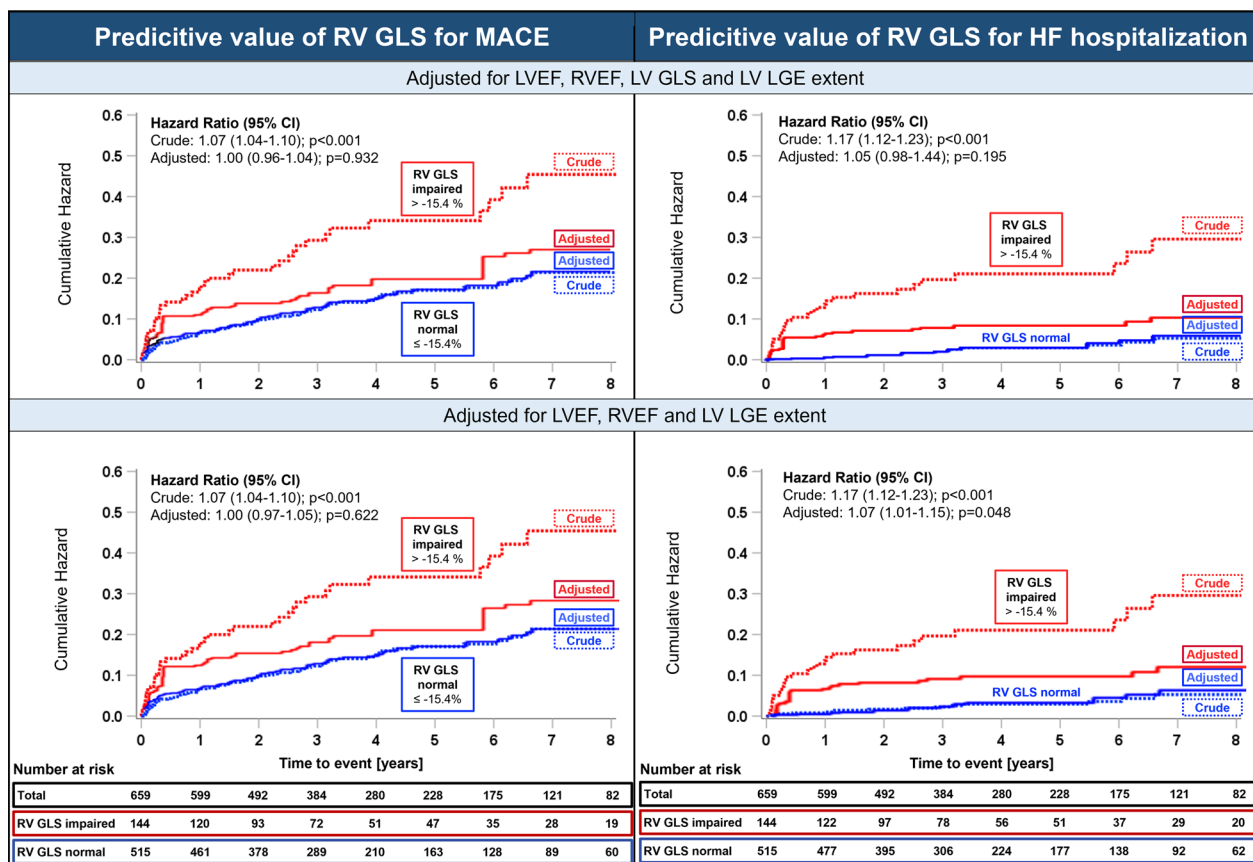 Predicitive value of RV GLS for MACE
Predicitive value of RV GLS for HF hospitalization
Adjusted for LVEF, RVEF, LV GLS and LV LGE extent
Cumulative Hazard
0.6
0.5
0.4
0.3
0.2
0.1
0.0
Hazard Ratio (95% CI)
Crude: 1.07 (1.04-1.10); p<0.001
Adjusted: 1.00 (0.96-1.04); p=0.932
RV GLS
impaired
> -15.4 %
Crude
Adjusted
Adjusted
Crude
RV GLS
normal
≤ -15.4%
0 1 2 3 4 5 6 7 8
Cumulative Hazard
0.6
0.5
0.4
0.3
0.2
0.1
0.0
Hazard Ratio (95% CI)
Crude: 1.17 (1.12-1.23); p<0.001
Adjusted: 1.05 (0.98-1.44); p=0.195
RV GLS
impaired
> -15.4 %
Crude
Adjusted
Adjusted
RV GLS normal
Crude
0 1 2 3 4 5 6 7 8
Adjusted for LVEF, RVEF and LV LGE extent
Cumulative Hazard
0.6
0.5
0.4
0.3
0.2
0.1
0.0
Hazard Ratio (95% CI)
Crude: 1.07 (1.04-1.10); p<0.001
Adjusted: 1.00 (0.97-1.05); p=0.622
RV GLS
impaired
> -15.4 %
Crude
Adjusted
Adjusted
Crude
RV GLS
normal
≤ -15.4%
0 1 2 3 4 5 6 7 8
Time to event [years]
Cumulative Hazard
0.6
0.5
0.4
0.3
0.2
0.1
0.0
Hazard Ratio (95% CI)
Crude: 1.17 (1.12-1.23); p<0.001
Adjusted: 1.07 (1.01-1.15); p=0.048
RV GLS
impaired
> -15.4 %
Crude
Adjusted
Adjusted
RV GLS normal
Crude
0 1 2 3 4 5 6 7 8
Time to event [years]
Number at risk
Total 659 599 492 384 280 228 175 121 82
RV GLS impaired 144 120 93 72 51 47 35 28 19
RV GLS normal 515 461 378 289 210 163 128 89 60
Number at risk
Total 659 599 492 384 280 228 175 121 82
RV GLS impaired 144 122 97 78 56 51 37 29 20
RV GLS normal 515 477 395 306 224 177 138 92 62